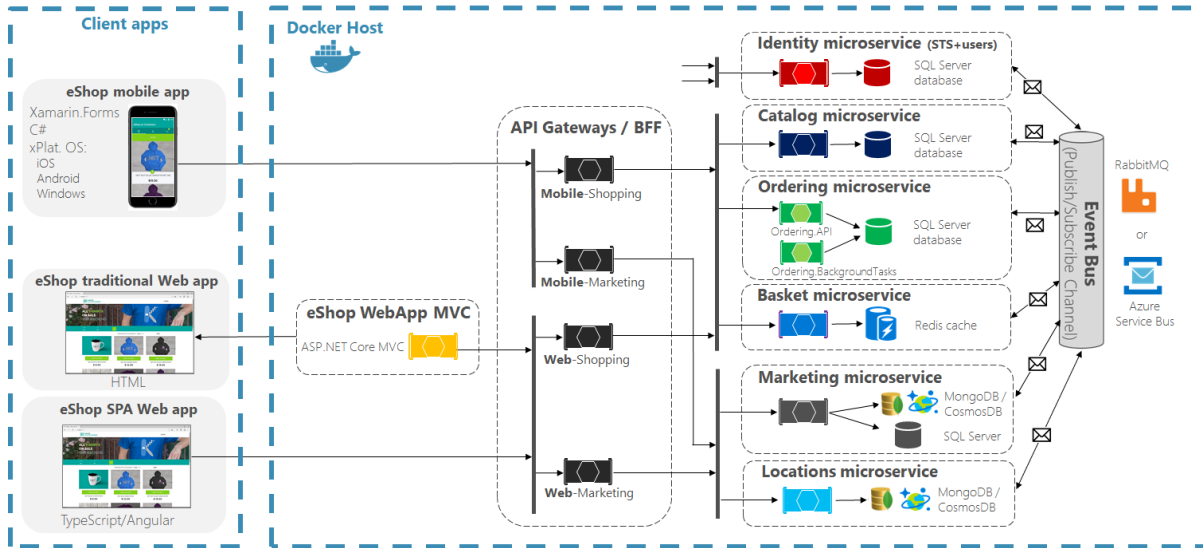 Client apps
eShop mobile app
Xamarin.Forms
C#
xPlat. OS:
iOS
Android
Windows
eShop traditional Web app
HTML
eShop SPA Web app
TypeScript/Angular
Docker Host
eShop WebApp MVC
ASP.NET Core MVC
API Gateways / BFF
Mobile-Shopping
Mobile-Marketing
Web-Shopping
Web-Marketing
Identity microservice (STS+users)
SQL Server
database
Catalog microservice
SQL Server
database
Ordering microservice
Ordering.API
SQL Server
database
Ordering.BackgroundTasks
Basket microservice
Redis cache
Marketing microservice
MongoDB /
CosmosDB
SQL Server
Locations microservice
MongoDB /
CosmosDB
Event Bus
(Publish/Subscribe Channel)
RabbitMQ
or
Azure
Service Bus